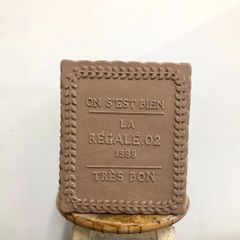 ON S'EST BIEN
LA
RÉGALÉ.02
1988
TRÈS BON